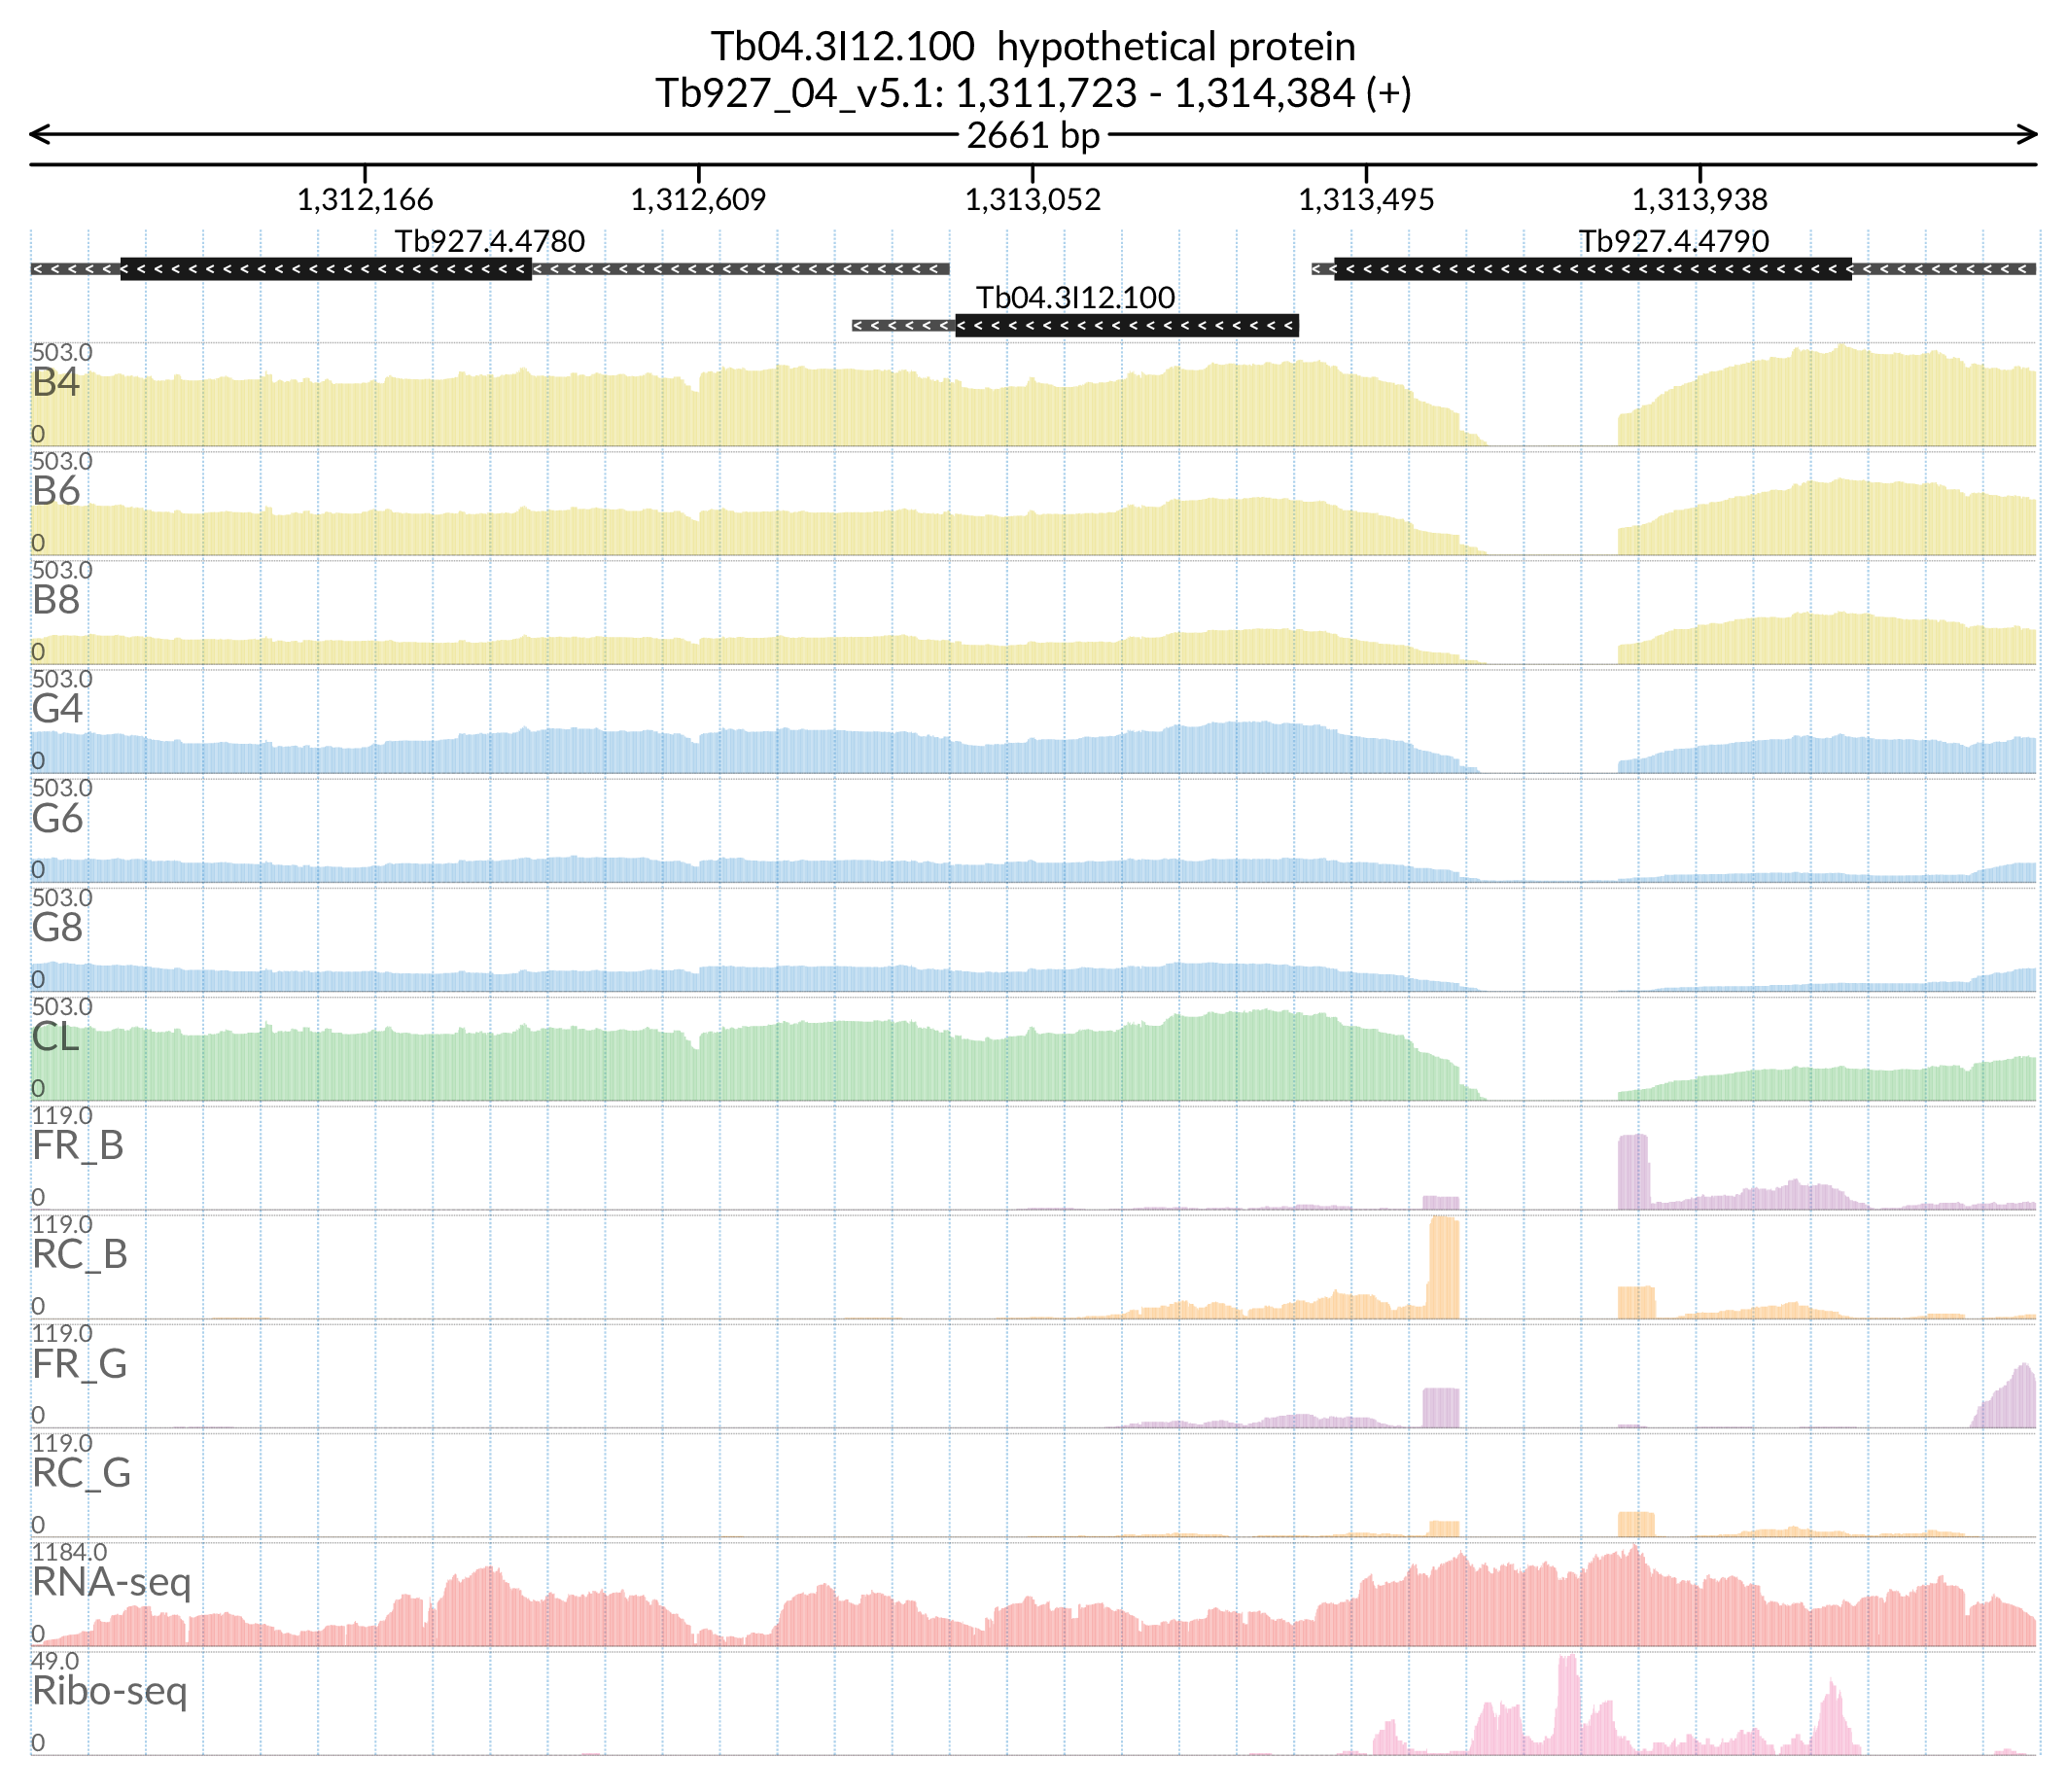 Tb04.3I12.100 hypothetical protein
Tb927_04_v5.1: 1,311,723 - 1,314,384 (+)
2661 bp
1,312,166 1,312,609 1,313,052 1,313,495 1,313,938
Tb927.4.4780 Tb927.4.4790
Tb04.3I12.100
503.0
B4
0
503.0
B6
0
503.0
B8
0
503.0
G4
0
503.0
G6
0
503.0
G8
0
503.0
CL
0
119.0
FR_B
0
119.0
RC_B
0
119.0
FR_G
0
119.0
RC_G
0
1184.0
RNA-seq
0
49.0
Ribo-seq
0